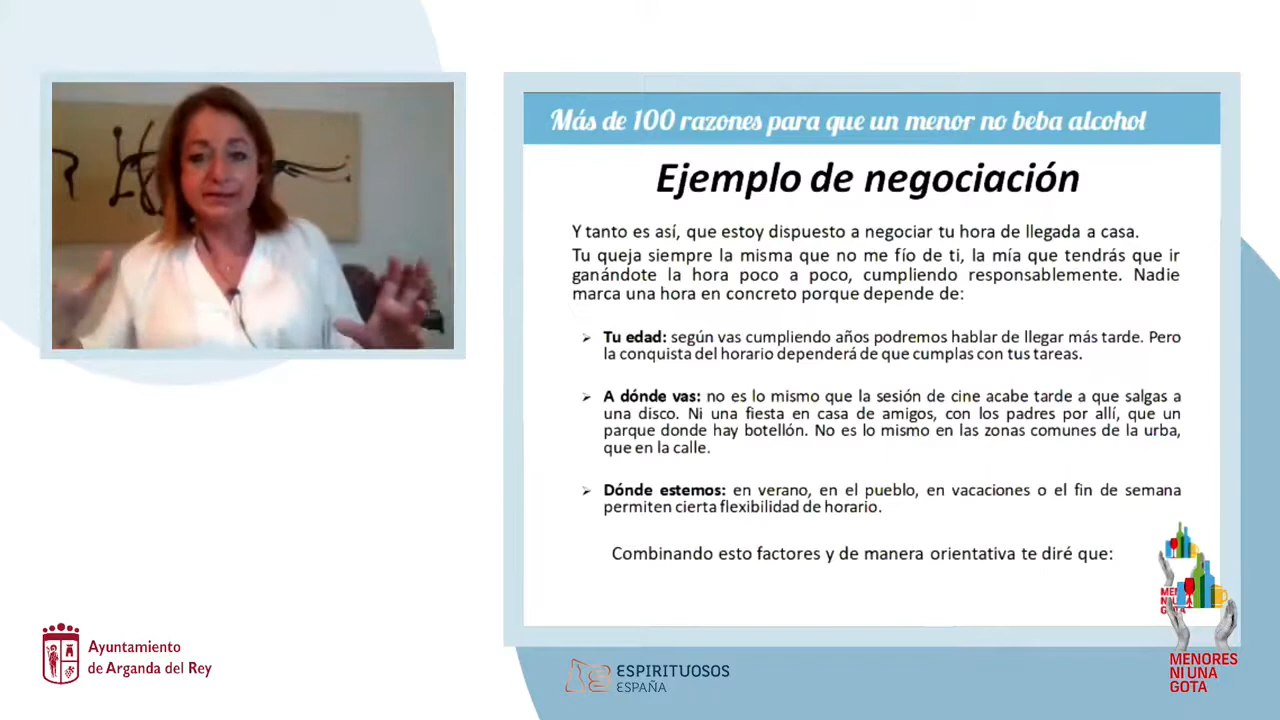 Más de 100 razones para que un menor no beba alcohol
Ejemplo de negociación
Y tanto es así, que estoy dispuesto a negociar tu hora de llegada a casa.
Tu queja siempre la misma que no me fío de ti, la mía que tendrás que ir
ganándote la hora poco a poco, cumpliendo responsablemente. Nadie
marca una hora en concreto porque depende de:
➢ Tu edad: según vas cumpliendo años podremos hablar de llegar más tarde. Pero
la conquista del horario dependerá de que cumplas con tus tareas.
➢ A dónde vas: no es lo mismo que la sesión de cine acabe tarde a que salgas a
una disco. Ni una fiesta en casa de amigos, con los padres por allí, que un
parque donde hay botellón. No es lo mismo en las zonas comunes de la urba,
que en la calle.
➢ Dónde estemos: en verano, en el pueblo, en vacaciones o el fin de semana
permiten cierta flexibilidad de horario.
Combinando esto factores y de manera orientativa te diré que:
Ayuntamiento
de Arganda del Rey
ESPIRITUOSOS
ESPAÑA
MENORES
NI UNA
GOTA